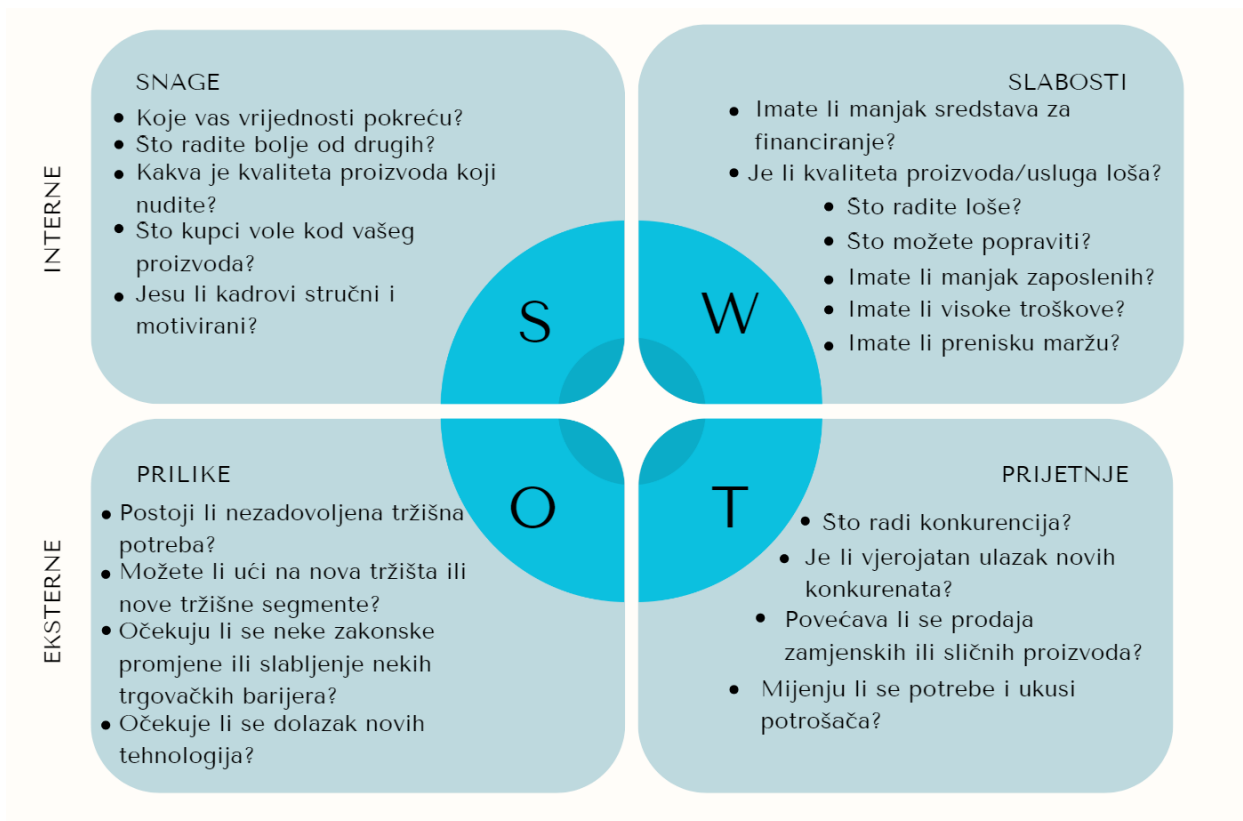 INTERNE
SNAGE
• Koje vas vrijednosti pokreću?
• Što radite bolje od drugih?
• Kakva je kvaliteta proizvoda koji
nudite?
• Što kupci vole kod vašeg
proizvoda?
• Jesu li kadrovi stručni i
motivirani?
S
SLABOSTI
• Imate li manjak sredstava za
financiranje?
• Je li kvaliteta proizvoda/usluga loša?
• Što radite loše?
• Što možete popraviti?
• Imate li manjak zaposlenih?
• Imate li visoke troškove?
• Imate li prenisku maržu?
W
EKSTERNE
PRILIKE
• Postoji li nezadovoljena tržišna
potreba?
• Možete li ući na nova tržišta ili
nove tržišne segmente?
• Očekuju li se neke zakonske
promjene ili slabljenje nekih
trgovačkih barijera?
• Očekuje li se dolazak novih
tehnologija?
O
PRIJETNJE
• Što radi konkurencija?
• Je li vjerojatan ulazak novih
konkurenata?
• Povećava li se prodaja
zamjenskih ili sličnih proizvoda?
• Mijenju li se potrebe i ukusi
potrošača?
T